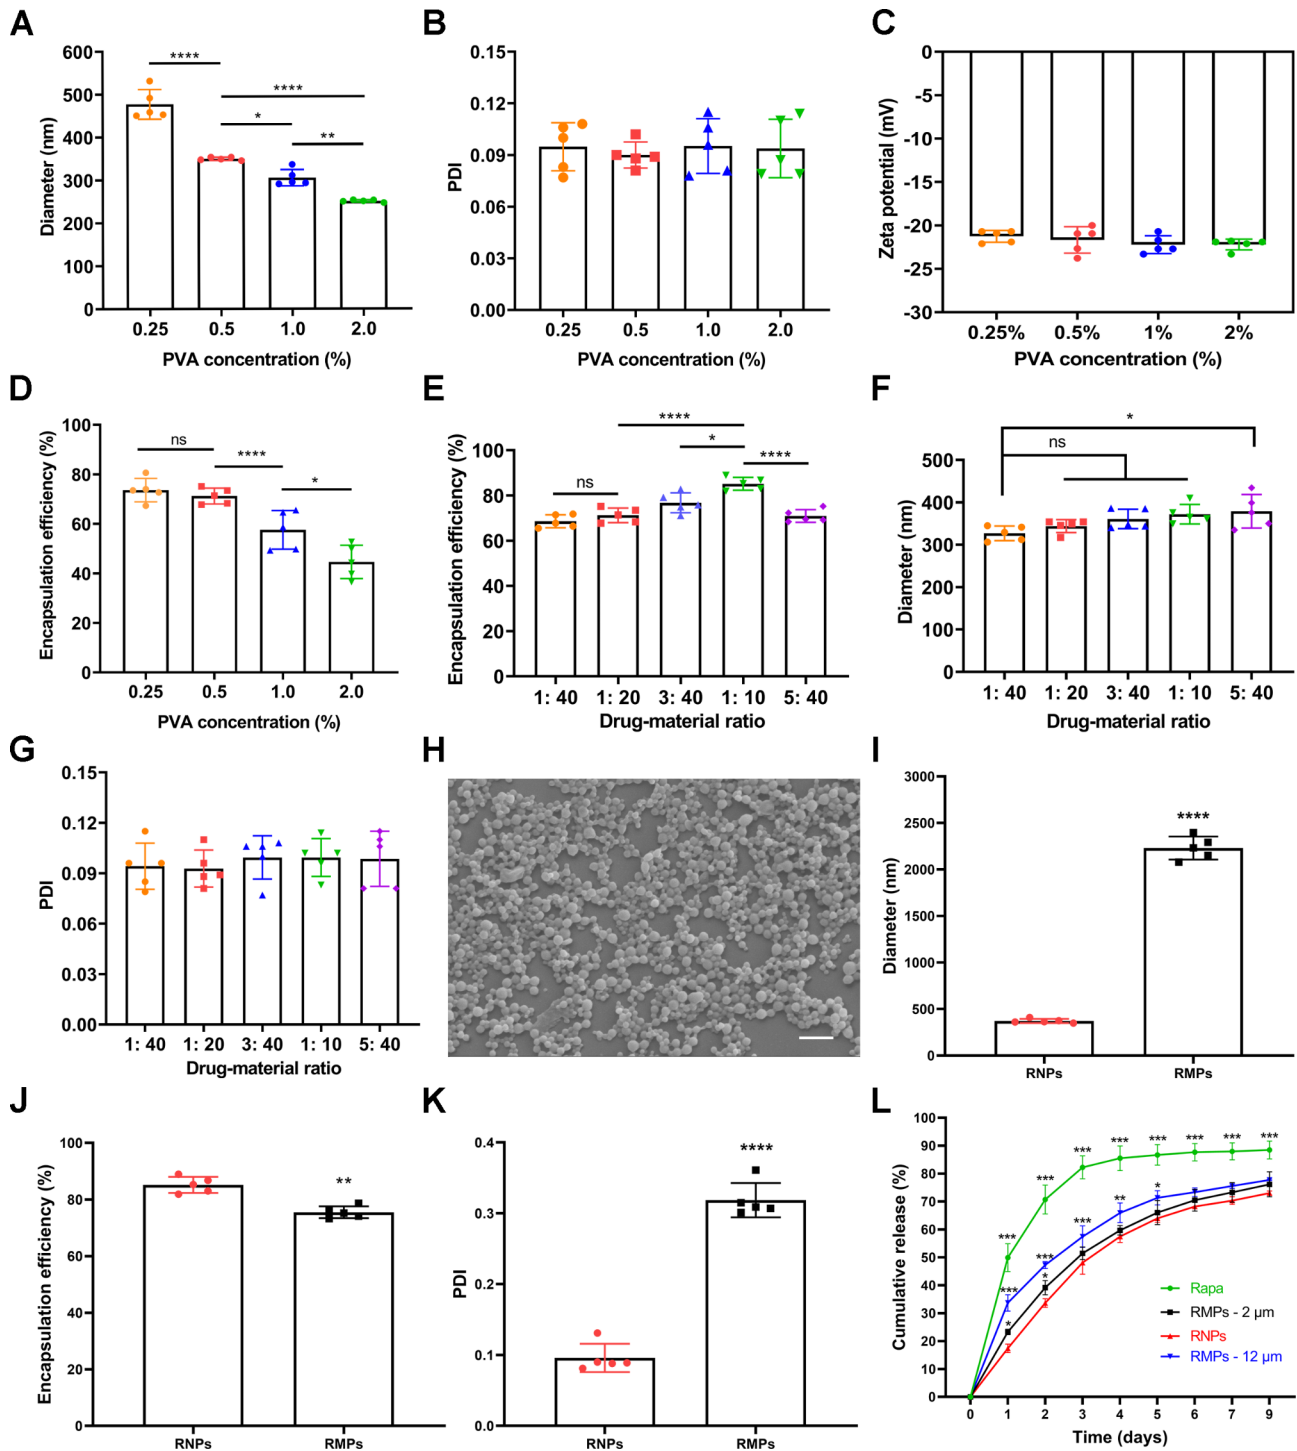 A
600
500
400
300
200
100
0
Diameter (nm)
****
****
*
**
0.25 0.5 1.0 2.0
PVA concentration (%)
B
0.15
0.12
0.09
0.06
0.03
0.00
PDI
0.25 0.5 1.0 2.0
PVA concentration (%)
C
0
-5
-10
-15
-20
-25
-30
Zeta potential (mV)
0.25% 0.5% 1% 2%
PVA concentration (%)
D
100
80
60
40
20
0
Encapsulation efficiency (%)
ns
****
*
0.25 0.5 1.0 2.0
PVA concentration (%)
E
100
80
60
40
20
0
Encapsulation efficiency (%)
****
*
ns
****
1: 40 1: 20 3: 40 1: 10 5: 40
Drug-material ratio
F
500
400
300
200
100
0
Diameter (nm)
*
ns
1: 40 1: 20 3: 40 1: 10 5: 40
Drug-material ratio
G
0.15
0.12
0.09
0.06
0.03
0.00
PDI
1: 40 1: 20 3: 40 1: 10 5: 40
Drug-material ratio
H
I
3000
2500
2000
1500
1000
500
0
Diameter (nm)
****
RNPs RMPs
J
100
80
60
40
20
0
Encapsulation efficiency (%)
**
RNPs RMPs
K
0.4
0.3
0.2
0.1
0.0
PDI
****
RNPs RMPs
L
100
90
80
70
60
50
40
30
20
10
0
Cumulative release (%)
*** *** *** *** *** *** *** ***
*** *** *** ** *
* *
Rapa
RMPs - 2 μm
RNPs
RMPs - 12 μm
0 1 2 3 4 5 6 7 9
Time (days)